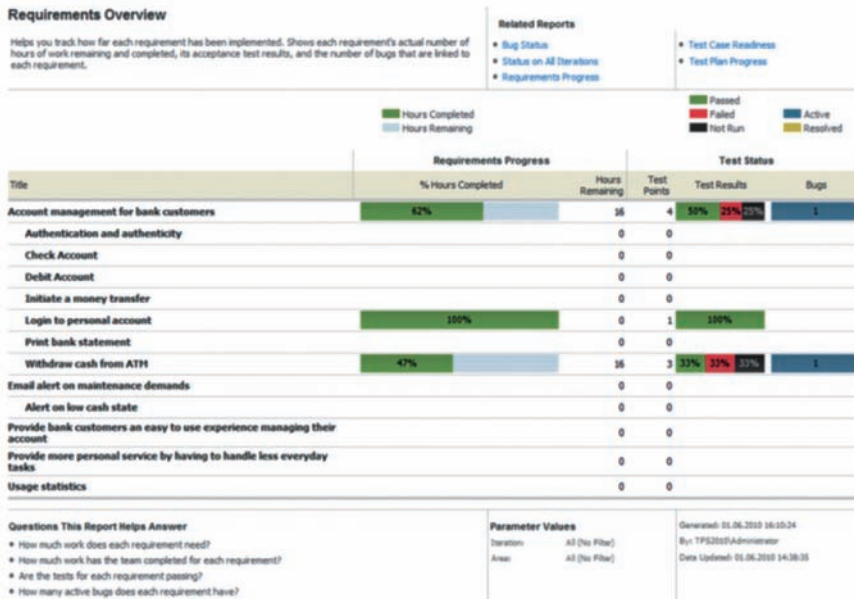 Requirements Overview
Helps you track how far each requirement has been implemented. Shows each requirement's actual number of
hours of work remaining and completed, its acceptance test results, and the number of bugs that are linked to
each requirement.
Related Reports
• Bug Status
• Status on All Iterations
• Requirements Progress
• Test Case Readiness
• Test Plan Progress
Hours Completed
Hours Remaining
Passed
Failed
Not Run
Active
Resolved
Requirements Progress
Test Status
Title % Hours Completed Hours Remaining Test Points Test Results Bugs
Account management for bank customers 62% 16 4 50% 25% 25% 1
Authentication and authenticity 0 0
Check Account 0 0
Debit Account 0 0
Initiate a money transfer 0 0
Login to personal account 100% 0 1 100%
Print bank statement 0 0
Withdraw cash from ATM 47% 16 3 33% 33% 33% 1
Email alert on maintenance demands 0 0
Alert on low cash state 0 0
Provide bank customers an easy to use experience managing their
account 0 0
Provide more personal service by having to handle less everyday
tasks 0 0
Usage statistics 0 0
Questions This Report Helps Answer
• How much work does each requirement need?
• How much work has the team completed for each requirement?
• Are the tests for each requirement passing?
• How many active bugs does each requirement have?
Parameter Values
Iteration: All (No Filter)
Area: All (No Filter)
Generated: 01.06.2010 16:10:24
By: TFS2010\Administrator
Data Updated: 01.06.2010 14:38:35